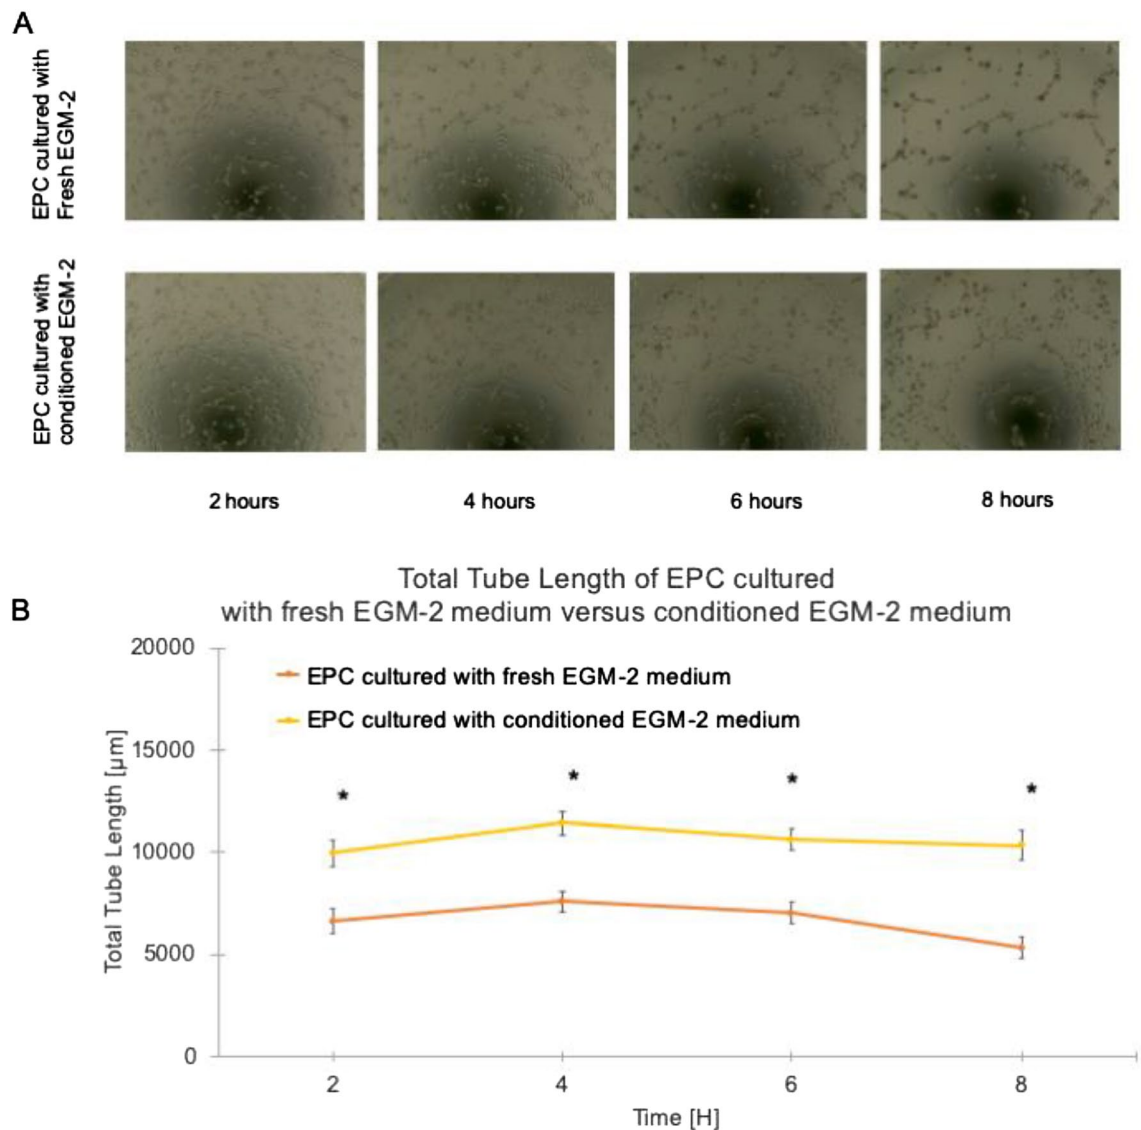 A
EPC cultured with
Fresh EGM-2
EPC cultured with
conditioned EGM-2
2 hours
4 hours
6 hours
8 hours
B
Total Tube Length of EPC cultured
with fresh EGM-2 medium versus conditioned EGM-2 medium
EPC cultured with fresh EGM-2 medium
EPC cultured with conditioned EGM-2 medium
Total Tube Length [µm]
20000
15000
10000
5000
0
*
*
*
*
2
4
6
8
Time [H]